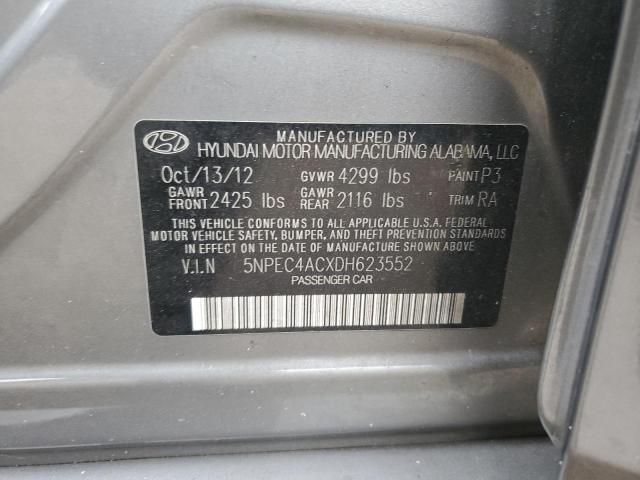 MANUFACTURED BY
HYUNDAI MOTOR MANUFACTURING ALABAMA, LLC
Oct/13/12 GVWR 4299 lbs PAINT P3
GAWR FRONT 2425 lbs GAWR REAR 2116 lbs TRIM RA
THIS VEHICLE CONFORMS TO ALL APPLICABLE U.S.A. FEDERAL
MOTOR VEHICLE SAFETY, BUMPER, AND THEFT PREVENTION STANDARDS
IN EFFECT ON THE DATE OF MANUFACTURE SHOWN ABOVE.
V.I.N 5NPEC4ACXDH623552
PASSENGER CAR